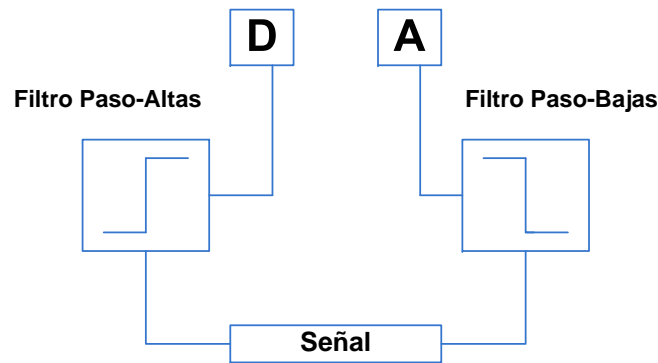 D
A
Filtro Paso-Altas
Filtro Paso-Bajas
Señal